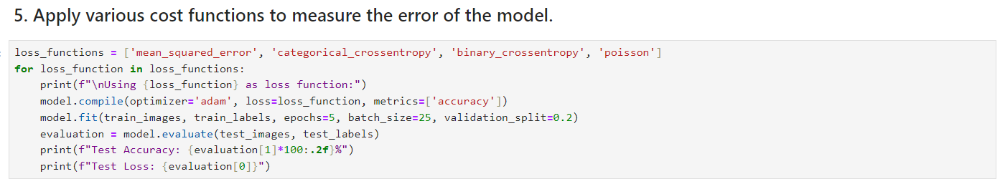 5. Apply various cost functions to measure the error of the model.
loss_functions = ['mean_squared_error', 'categorical_crossentropy', 'binary_crossentropy', 'poisson']
for loss_function in loss_functions:
    print(f"\nUsing {loss_function} as loss function:")
    model.compile(optimizer='adam', loss=loss_function, metrics=['accuracy'])
    model.fit(train_images, train_labels, epochs=5, batch_size=25, validation_split=0.2)
    evaluation = model.evaluate(test_images, test_labels)
    print(f"Test Accuracy: {evaluation[1]*100:.2f}%")
    print(f"Test Loss: {evaluation[0]}")